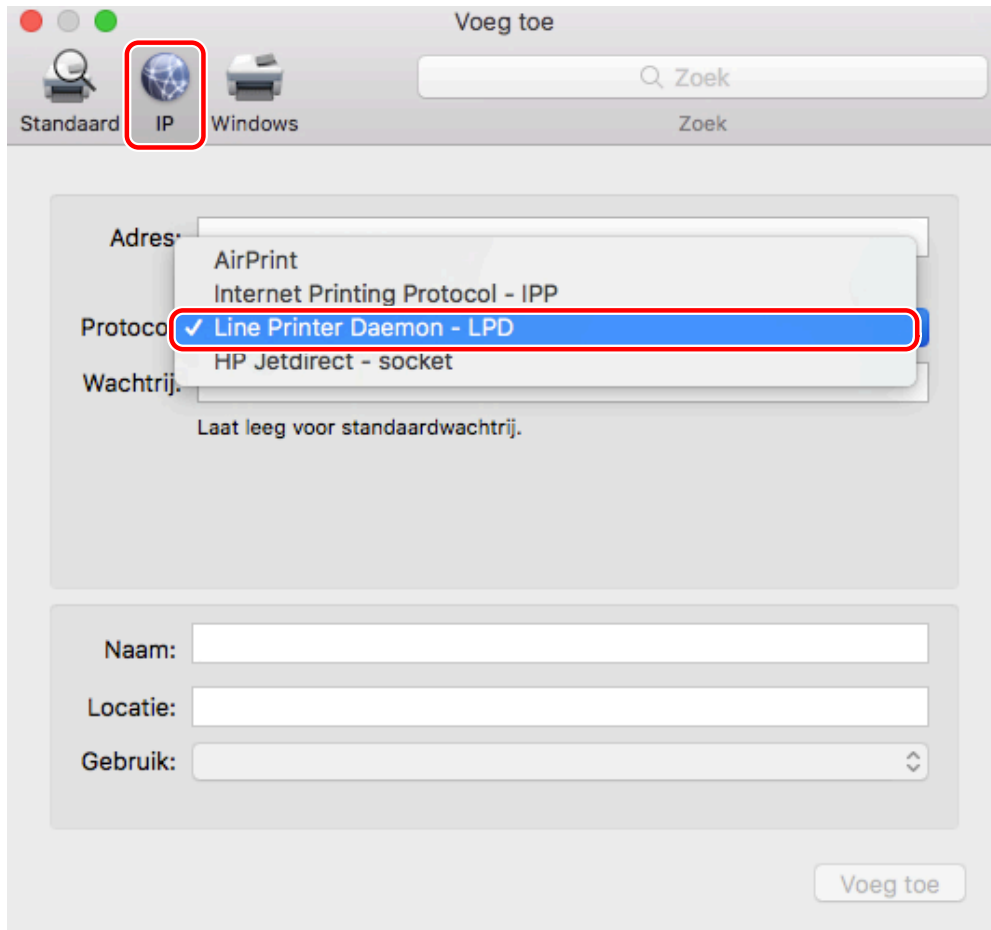 Voeg toe
Zoek
Standaard IP Windows Zoek
Adres:
AirPrint
Internet Printing Protocol - IPP
Protoco ✓ Line Printer Daemon - LPD
HP Jetdirect - socket
Wachtrij:
Laat leeg voor standaardwachtrij.
Naam:
Locatie:
Gebruik:
Voeg toe